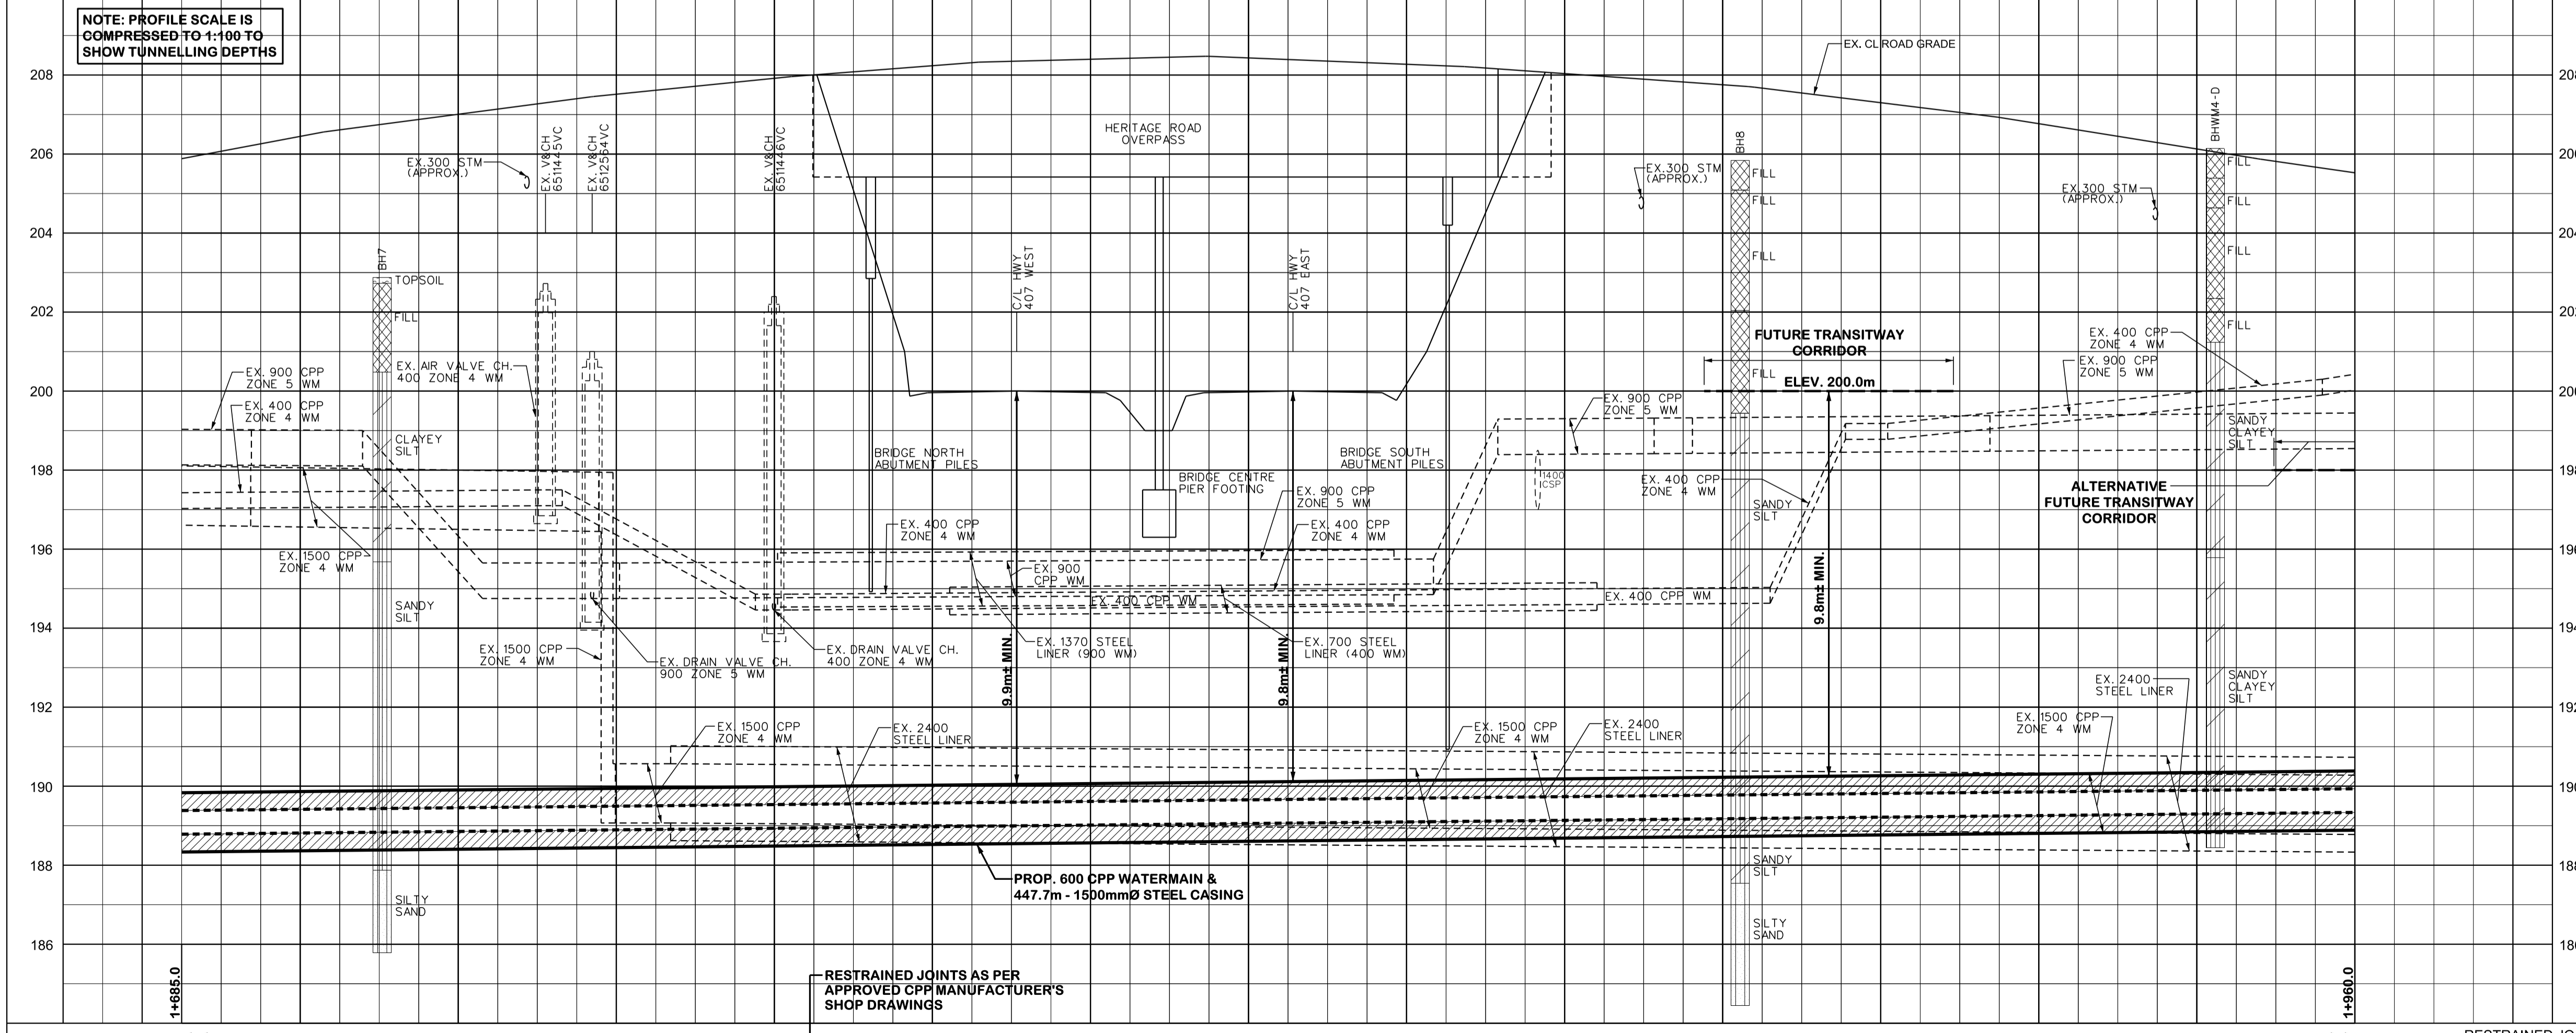 NOTE: PROFILE SCALE IS
COMPRESSED TO 1:100 TO
SHOW TUNNELLING DEPTHS
EX. CL ROAD GRADE
208
206
204
202
200
198
196
194
192
190
188
186
HERITAGE ROAD
OVERPASS
EX.300 STM
(APPROX.)
EX. V&CH
6511445VC
EX. V&CH
6512564VC
EX. V&CH
6511446VC
EX.300 STM
(APPROX.)
BH8
BHWM4-D
EX.300 STM
(APPROX.)
FILL
FILL
FILL
FILL
FILL
FILL
FILL
FILL
BH7
TOPSOIL
FILL
C/L HWY
407 WEST
C/L HWY
407 EAST
FUTURE TRANSITWAY
CORRIDOR
ELEV. 200.0m
EX. 400 CPP
ZONE 4 WM
EX. 900 CPP
ZONE 5 WM
EX. 900 CPP
ZONE 5 WM
EX. 400 CPP
ZONE 4 WM
EX. AIR VALVE CH.
400 ZONE 4 WM
CLAYEY
SILT
BRIDGE NORTH
ABUTMENT PILES
BRIDGE CENTRE
PIER FOOTING
BRIDGE SOUTH
ABUTMENT PILES
EX. 900 CPP
ZONE 5 WM
1400
CSP
EX. 400 CPP
ZONE 4 WM
SANDY
SILT
SANDY
CLAYEY
SILT
ALTERNATIVE
FUTURE TRANSITWAY
CORRIDOR
EX. 1500 CPP
ZONE 4 WM
EX. 400 CPP
ZONE 4 WM
EX. 900 CPP
ZONE 5 WM
EX. 400 CPP
ZONE 4 WM
EX. 900
CPP WM
EX. 400 CPP WM
EX. 400 CPP WM
SANDY
SILT
EX. 1500 CPP
ZONE 4 WM
EX. DRAIN VALVE CH.
900 ZONE 5 WM
EX. DRAIN VALVE CH.
400 ZONE 4 WM
EX. 1370 STEEL
LINER (900 WM)
EX. 700 STEEL
LINER (400 WM)
9.9m± MIN.
9.8m± MIN.
9.8m± MIN.
SANDY
CLAYEY
SILT
EX. 2400
STEEL LINER
EX. 1500 CPP
ZONE 4 WM
EX. 1500 CPP
ZONE 4 WM
EX. 2400
STEEL LINER
EX. 1500 CPP
ZONE 4 WM
EX. 2400
STEEL LINER
SANDY
SILT
PROP. 600 CPP WATERMAIN &
447.7m - 1500mmØ STEEL CASING
SILTY
SAND
SILTY
SAND
1+685.0
1+960.0
RESTRAINED JOINTS AS PER
APPROVED CPP MANUFACTURER'S
SHOP DRAWINGS